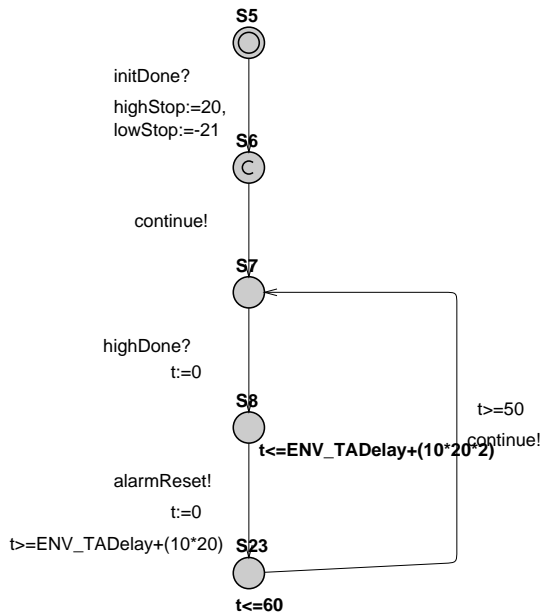 S5
initDone?
highStop:=20,
lowStop:=-21
S6
C
continue!
S7
highDone?
t:=0
S8
t<=ENV_TADelay+(10*20*2)
t>=50
continue!
alarmReset!
t:=0
t>=ENV_TADelay+(10*20)
S23
t<=60